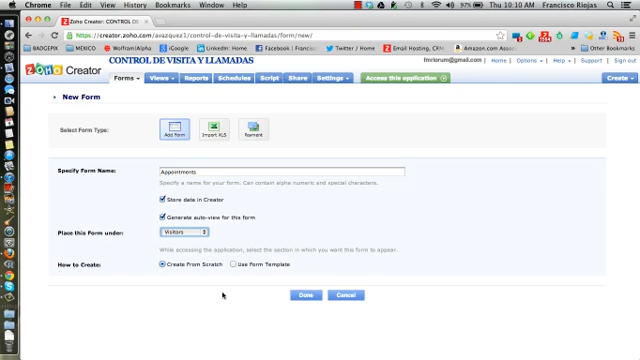 Chrome File Edit View History Bookmarks Window Help
Thu 10:10 AM Francisco Riojas
Zoho Creator: CONTROL DE
https://creator.zoho.com/avazquez1/control-de-visita-y-llamadas/form/new/
BADGEPIX MEXICO Wolfram|Alpha iGoogle LinkedIn: Home Facebook | Francisco Twitter / Home Email Hosting, CRM Amazon.com Other Bookmarks
ZOHO Creator
CONTROL DE VISITA Y LLAMADAS
Home Options Help Support Sign out
Forms Views Reports Schedules Script Share Settings Access this application Create
New Form
Select Form Type: Add Form Import XLS Payment
Specify Form Name: Appointments
Specify a name for your form. Can contain alpha numeric and special characters.
Store data in Creator
Generate auto-view for this form
Place this Form under: Visitors
While accessing the application, select the section in which you want this form to appear.
How to Create: Create From Scratch Use Form Template
Done Cancel